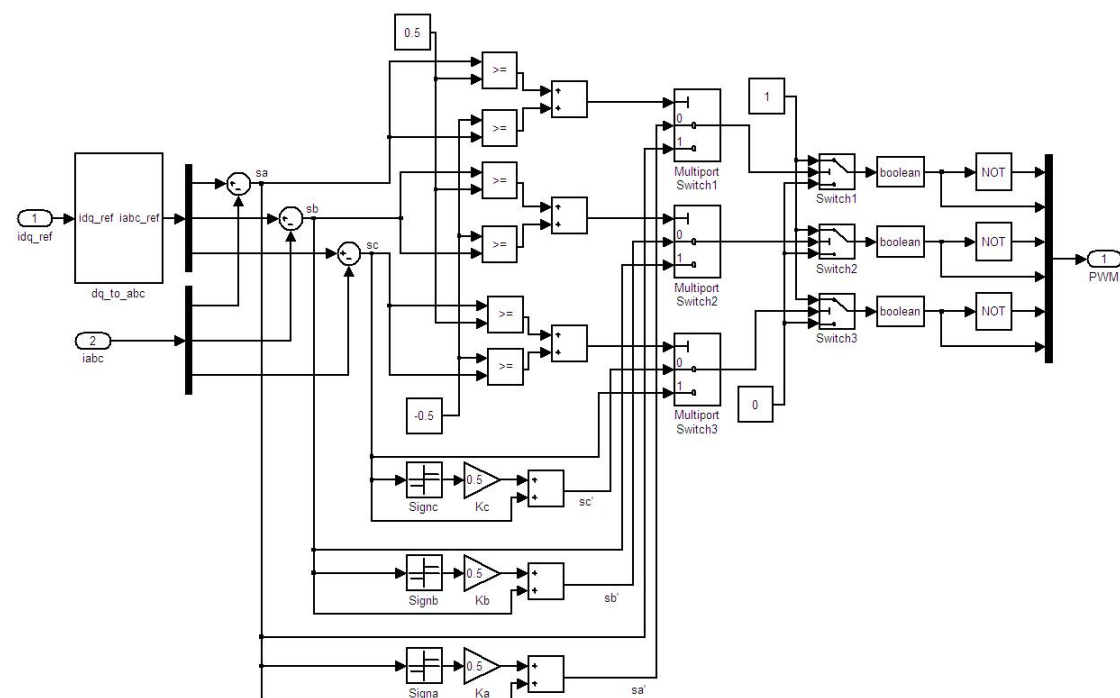 0.5
>=
+
+
>=
1
0
1
Multiport
Switch1
1
idq_ref
idq_ref iabc_ref
dq_to_abc
+
-
sa
+
-
sb
+
-
sc
>=
+
+
>=
0
1
Multiport
Switch2
>=
+
+
>=
0
1
Multiport
Switch3
Switch1
boolean
NOT
Switch2
boolean
NOT
Switch3
boolean
NOT
1
PWM
2
iabc
-0.5
0
Signc
0.5
Kc
+
+
sc'
Signb
0.5
Kb
+
+
sb'
Signa
0.5
Ka
+
+
sa'